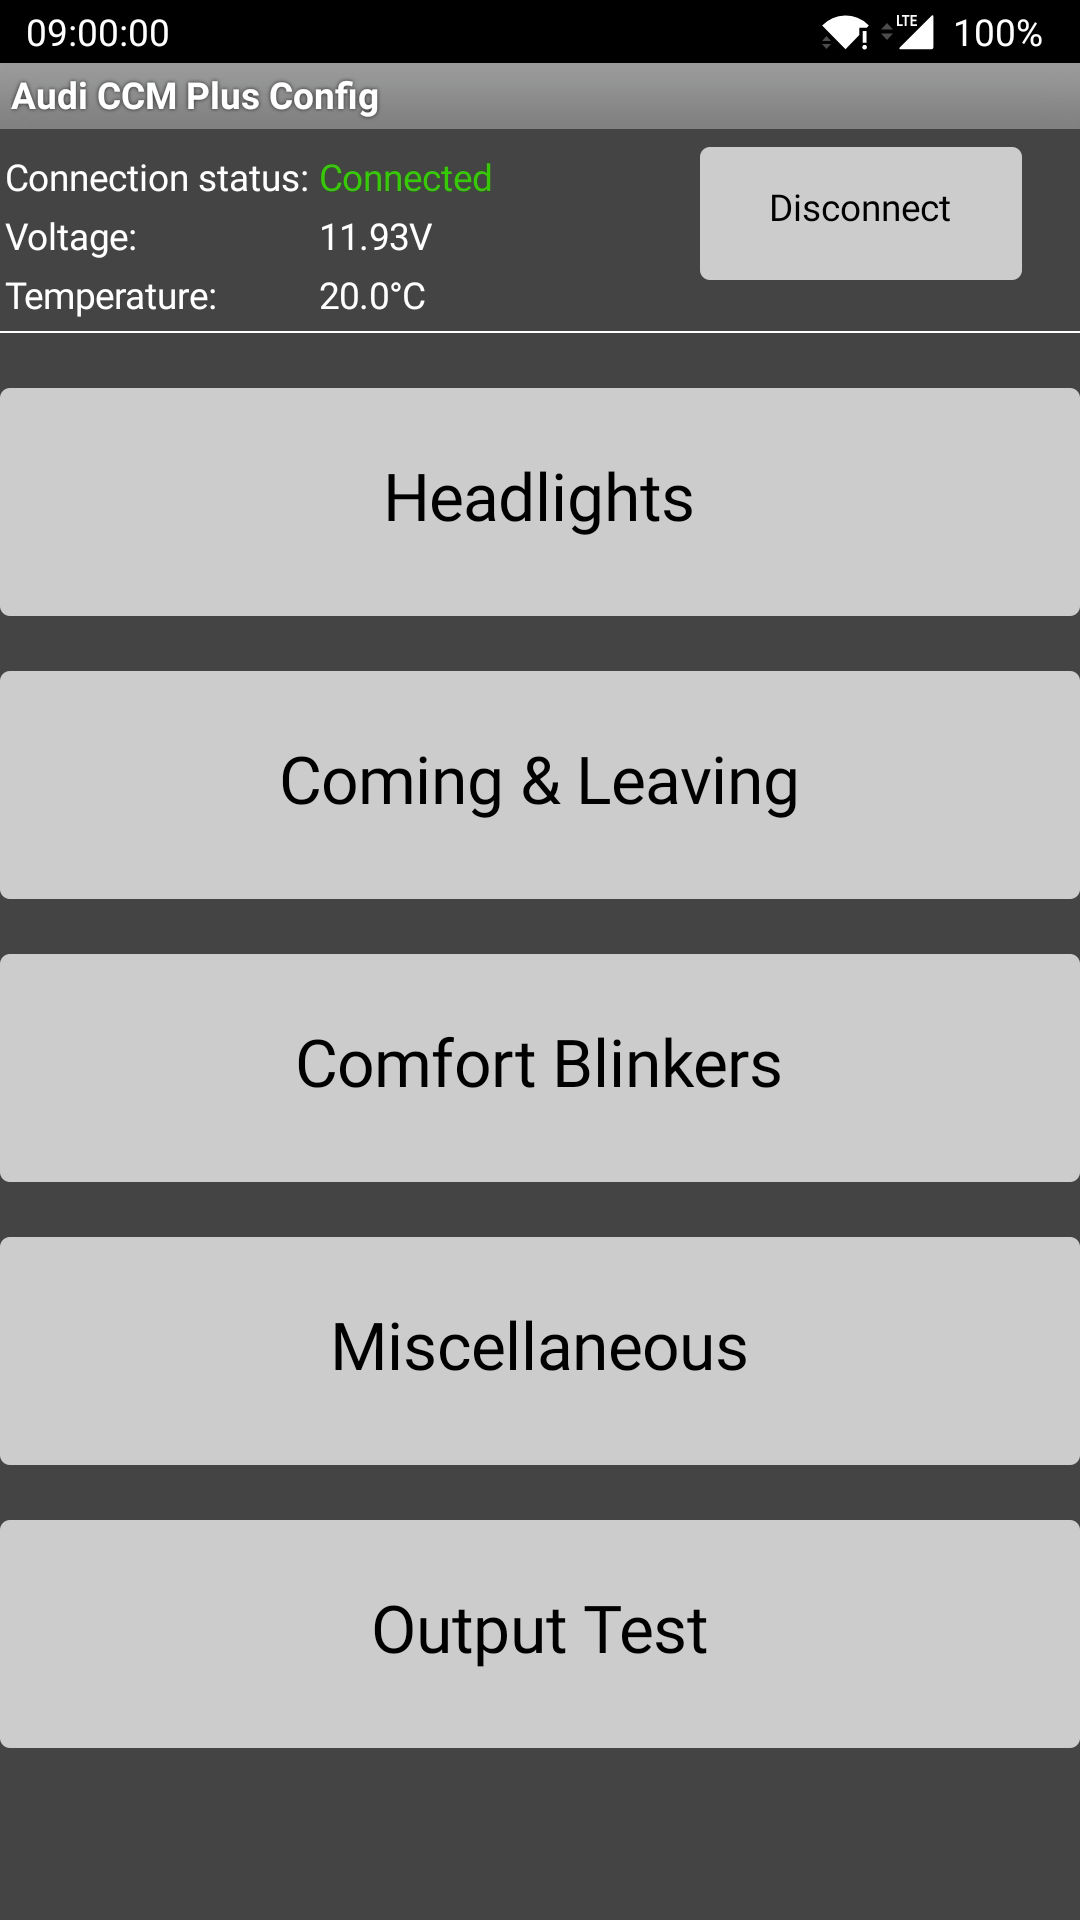 09:00:00 LTE 100%
Audi CCM Plus Config
Connection status: Connected
Disconnect
Voltage: 11.93V
Temperature: 20.0°C
Headlights
Coming & Leaving
Comfort Blinkers
Miscellaneous
Output Test